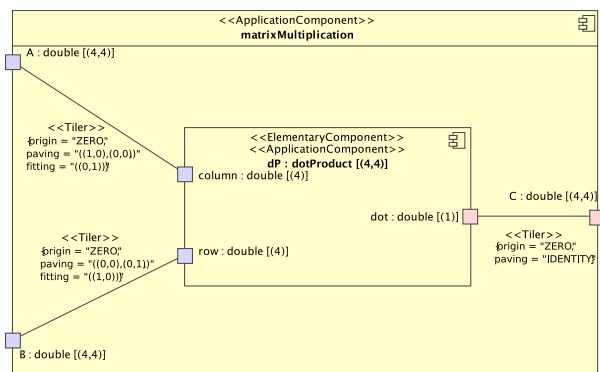 <<ApplicationComponent>>
matrixMultiplication
A : double [(4,4)]
<<Tiler>>
{origin = "ZERO",
paving = "((1,0),(0,0))"
fitting = "((0,1))"}
<<ElementaryComponent>>
<<ApplicationComponent>>
dP : dotProduct [(4,4)]
column : double [(4)]
dot : double [(1)]
C : double [(4,4)]
<<Tiler>>
{origin = "ZERO",
paving = "IDENTITY"}
<<Tiler>>
{origin = "ZERO",
paving = "((0,0),(0,1))"
fitting = "((1,0))"}
row : double [(4)]
B : double [(4,4)]